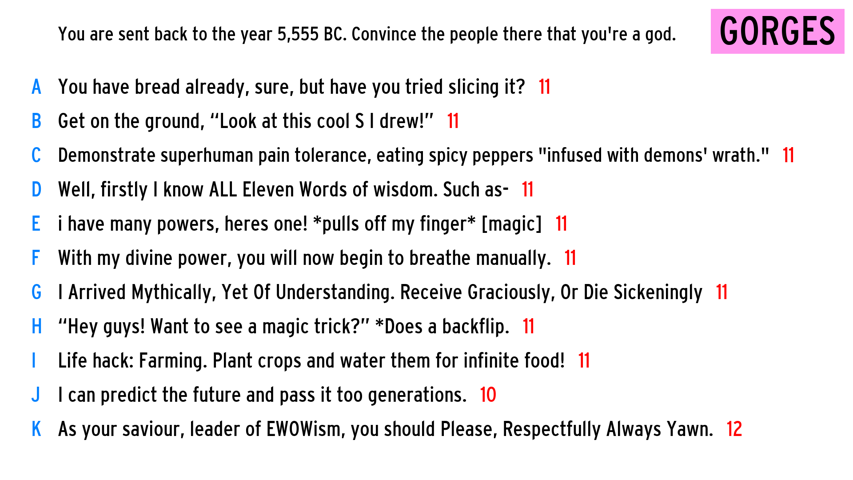 You are sent back to the year 5,555 BC. Convince the people there that you're a god.
GORGES
A You have bread already, sure, but have you tried slicing it? 11
B Get on the ground, “Look at this cool S I drew!” 11
C Demonstrate superhuman pain tolerance, eating spicy peppers "infused with demons' wrath." 11
D Well, firstly I know ALL Eleven Words of wisdom. Such as- 11
E i have many powers, heres one! *pulls off my finger* [magic] 11
F With my divine power, you will now begin to breathe manually. 11
G I Arrived Mythically, Yet Of Understanding. Receive Graciously, Or Die Sickeningly 11
H “Hey guys! Want to see a magic trick?” *Does a backflip. 11
I Life hack: Farming. Plant crops and water them for infinite food! 11
J I can predict the future and pass it too generations. 10
K As your saviour, leader of EWOWism, you should Please, Respectfully Always Yawn. 12